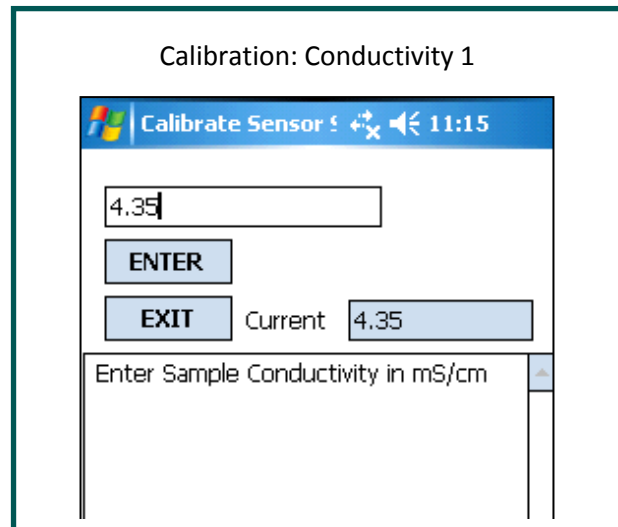 Calibration: Conductivity 1
Calibrate Sensor S 11:15
4.35
ENTER
EXIT Current 4.35
Enter Sample Conductivity in mS/cm